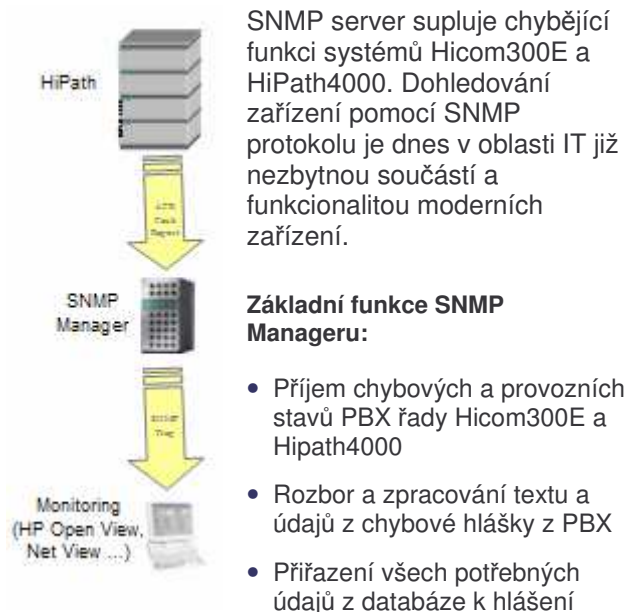 HiPath
SNMP
Manager
SNMP
Trap
Monitoring
(HP Open View,
Net View ...)
SNMP server supluje chybějící
funkci systémů Hicom300E a
HiPath4000. Dohledování
zařízení pomocí SNMP
protokolu je dnes v oblasti IT již
nezbytnou součástí a
funkcionalitou moderních
zařízení.
Základní funkce SNMP
Manageru:
• Příjem chybových a provozních
stavů PBX řady Hicom300E a
Hipath4000
• Rozbor a zpracování textu a
údajů z chybové hlášky z PBX
• Přiřazení všech potřebných
údajů z databáze k hlášení